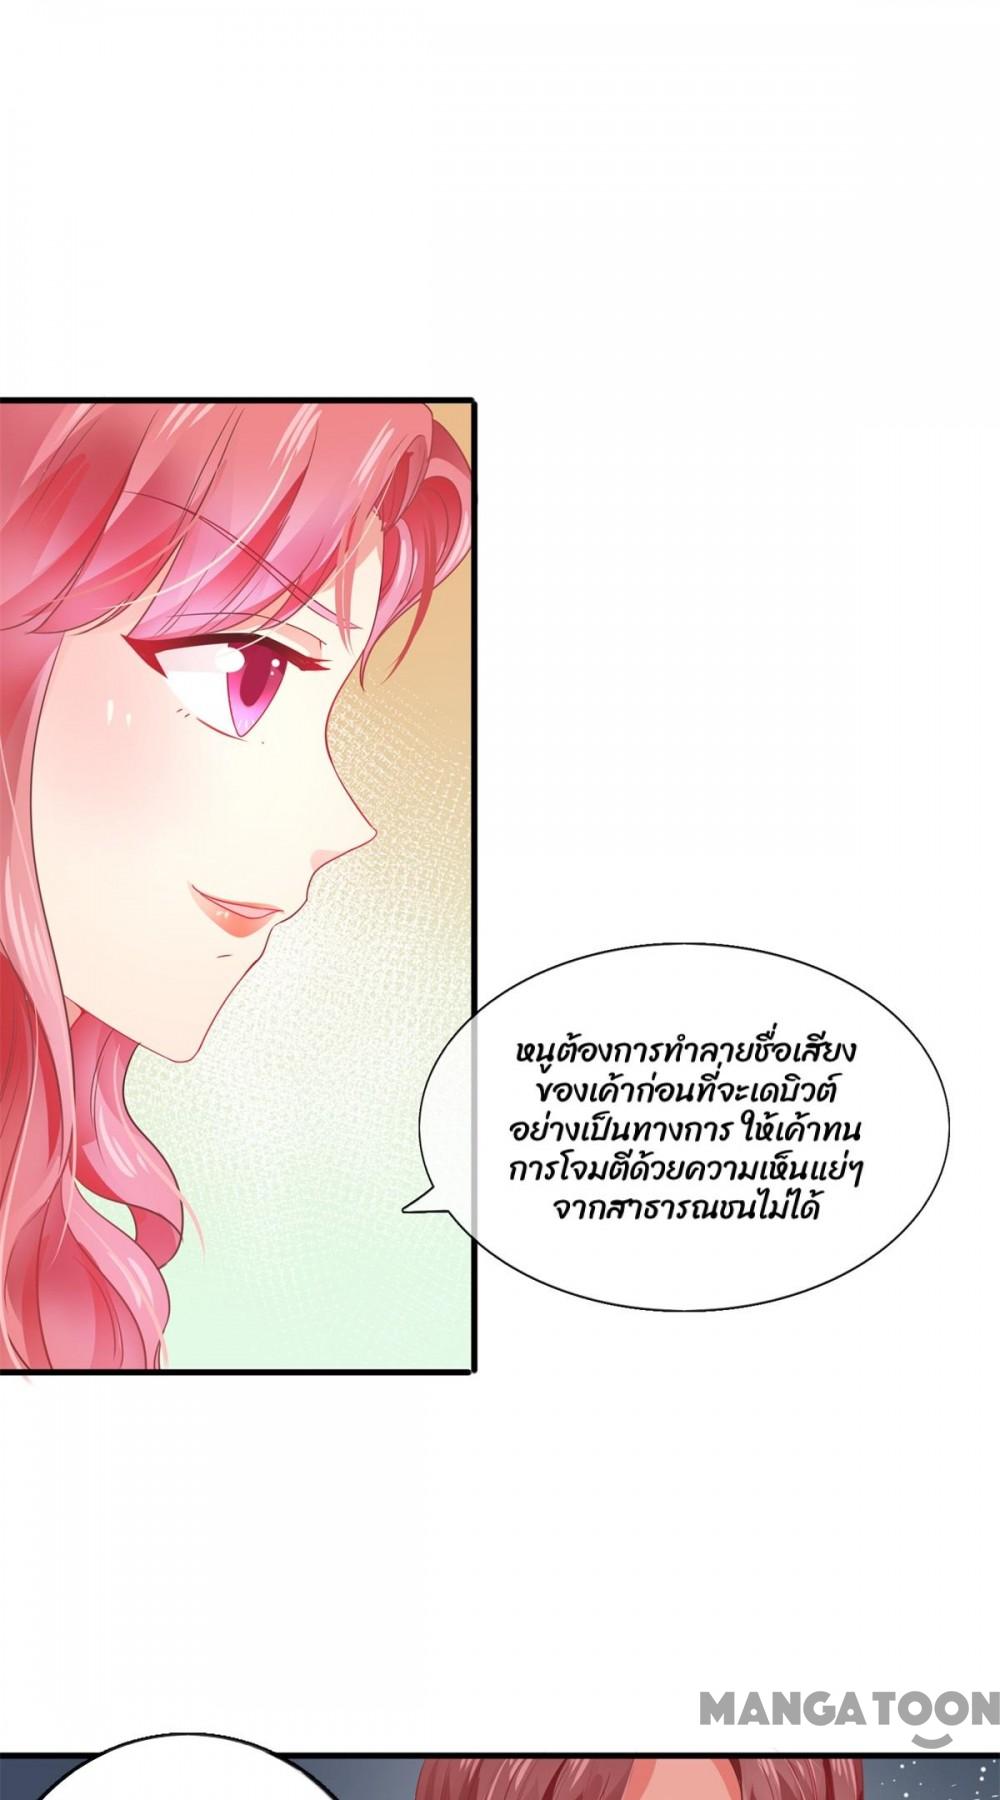 หนูต้องการทำลายชื่อเสียง
ของเค้าก่อนที่จะเดบิวต์
อย่างเป็นทางการ ให้เค้าทน
การโจมตีด้วยความเห็นแย่ๆ
จากสาธารณชนไม่ได้
MANGATOON